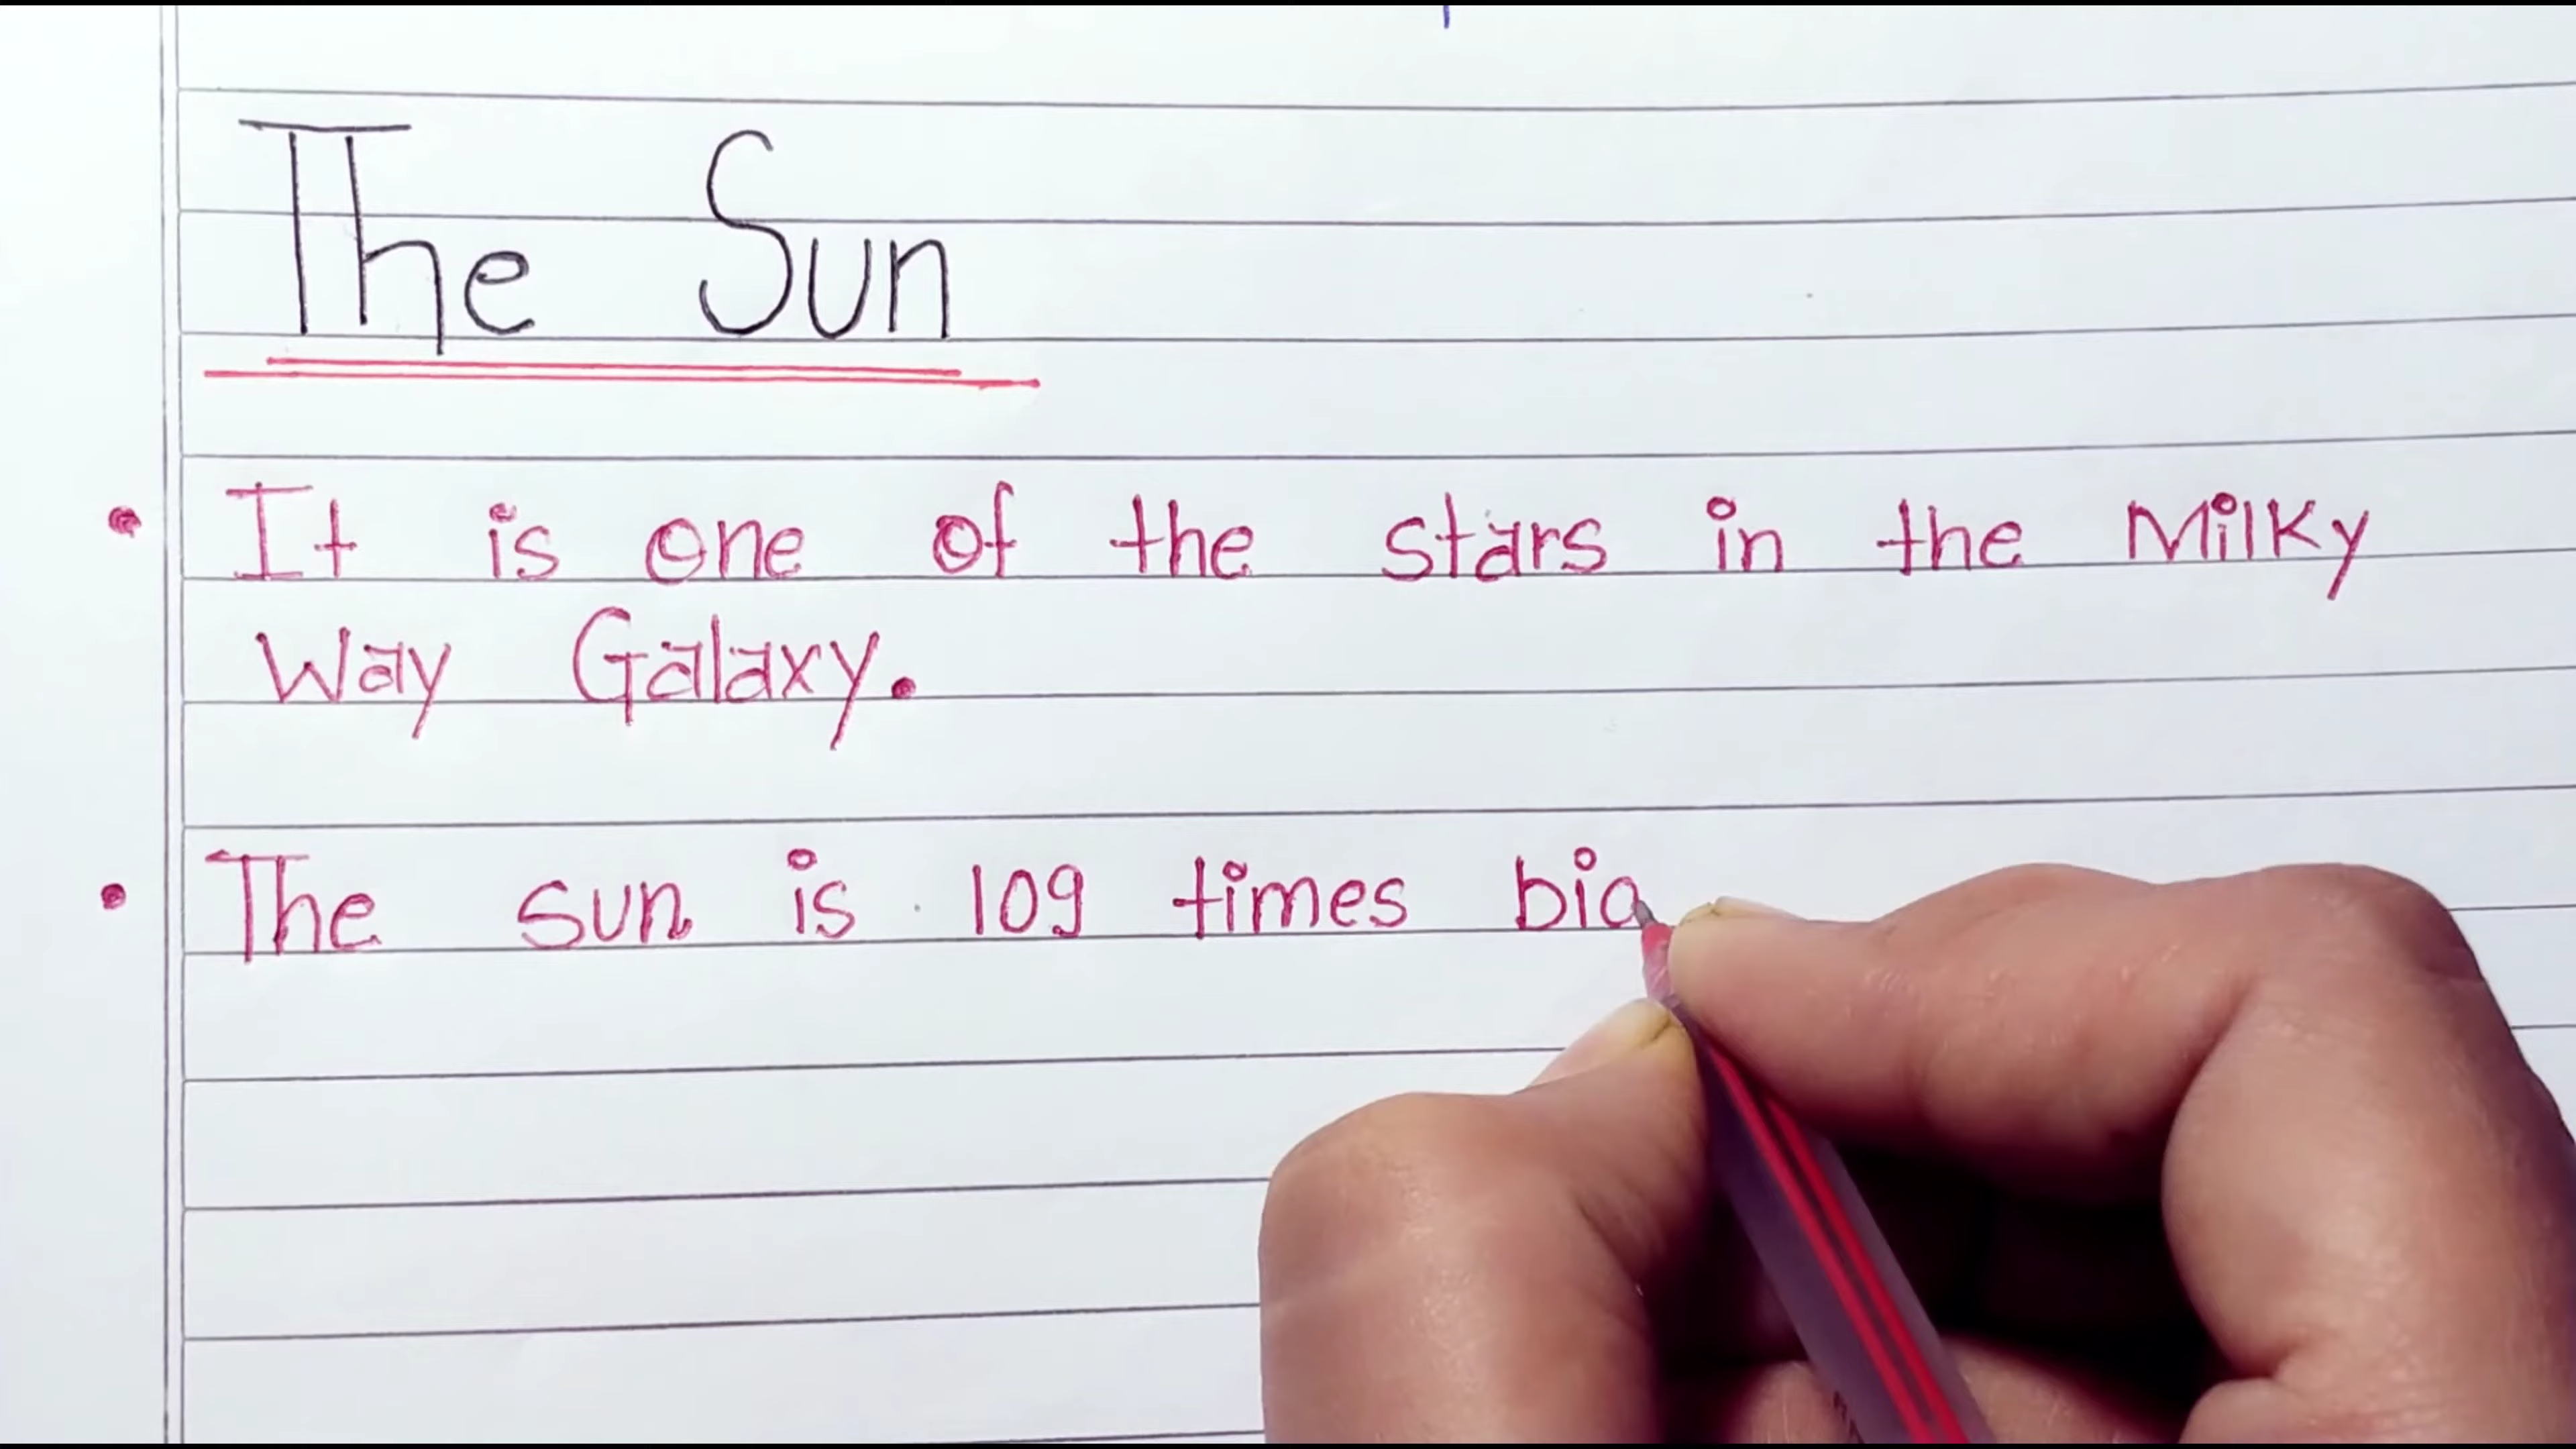 The Sun
• It is one of the stars in the Milky
Way Galaxy.
• The sun is 109 times